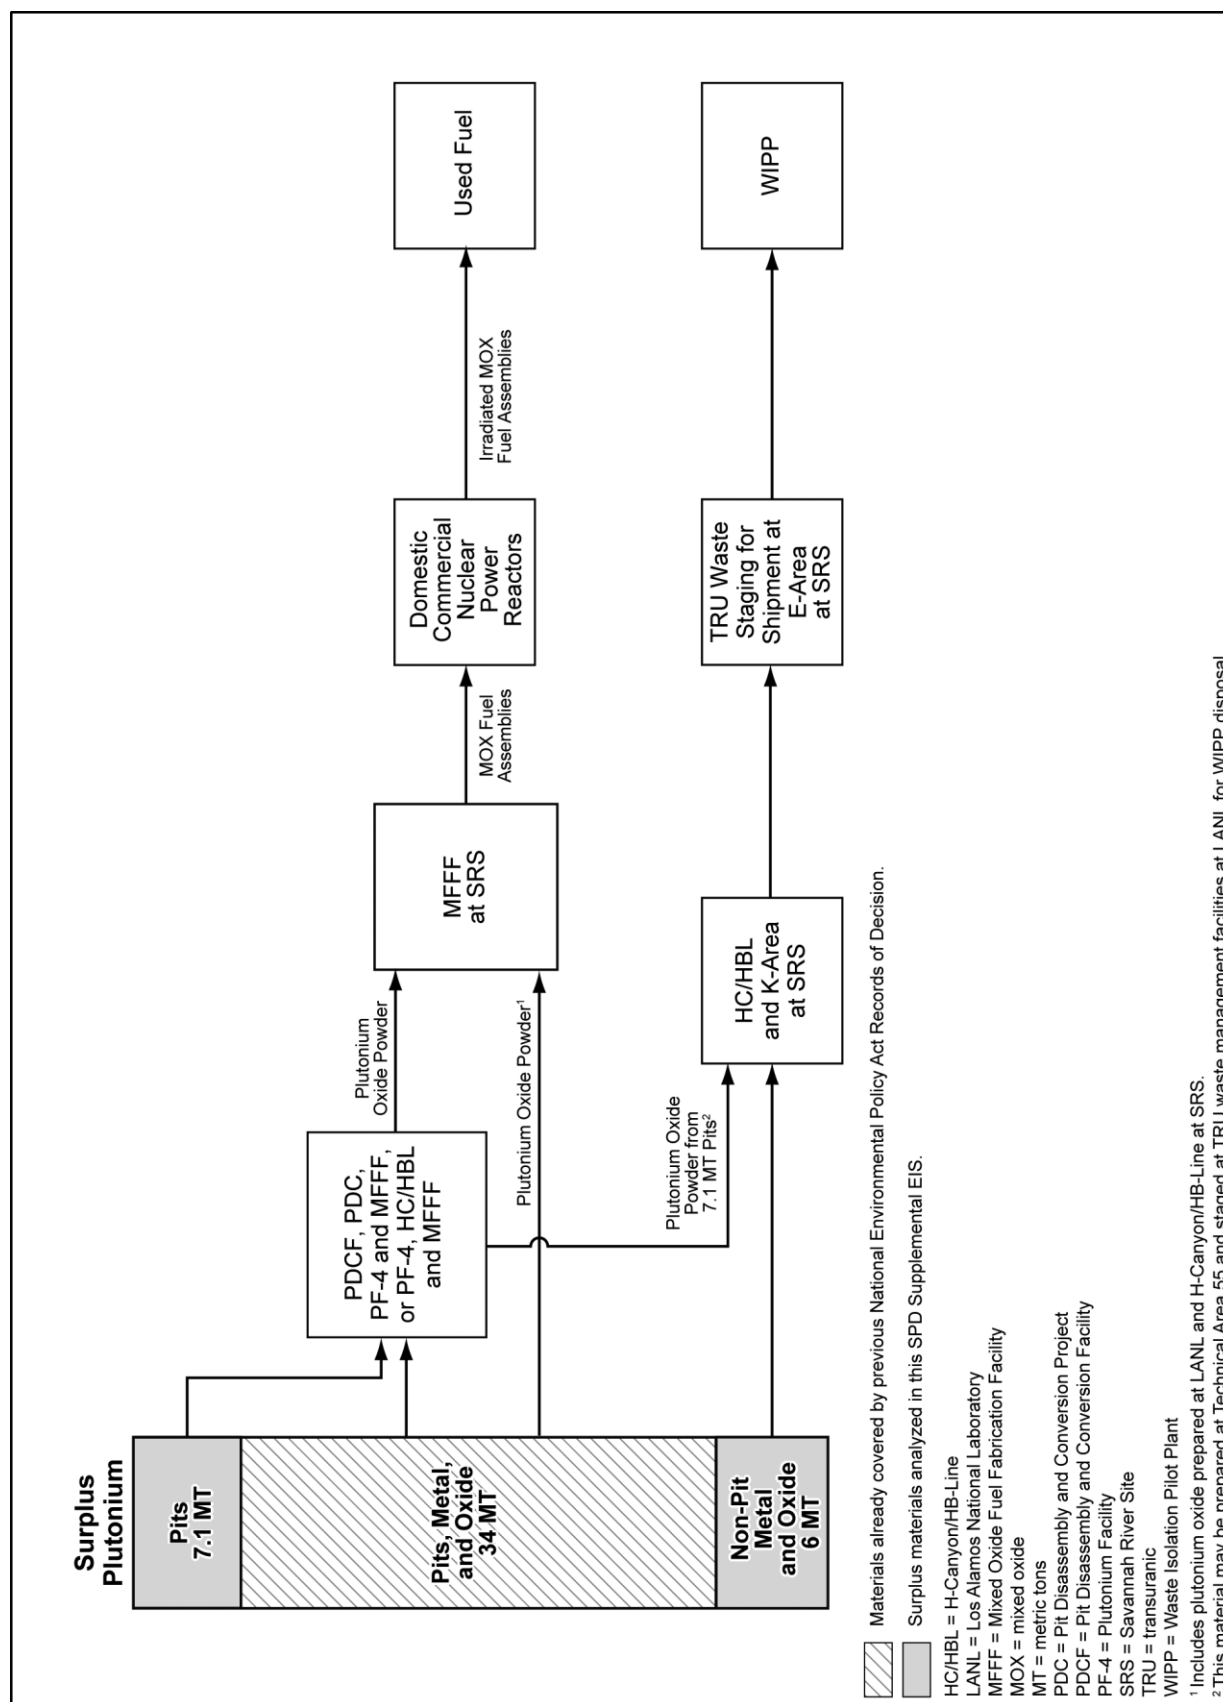 Surplus
Plutonium
Pits
7.1 MT
Pits, Metal,
and Oxide
34 MT
Non-Pit
Metal
and Oxide
6 MT
PDCF, PDC,
PF-4 and MFFF,
or PF-4, HC/HBL
and MFFF
Plutonium
Oxide Powder
Plutonium Oxide Powder¹
Plutonium Oxide
Powder from
7.1 MT Pits²
MFFF
at SRS
HC/HBL
and K-Area
at SRS
MOX Fuel
Assemblies
Domestic
Commercial
Nuclear
Power
Reactors
TRU Waste
Staging for
Shipment at
E-Area
at SRS
Irradiated MOX
Fuel Assemblies
Used Fuel
WIPP
Materials already covered by previous National Environmental Policy Act Records of Decision.
Surplus materials analyzed in this SPD Supplemental EIS.
HC/HBL = H-Canyon/HB-Line
LANL = Los Alamos National Laboratory
MFFF = Mixed Oxide Fuel Fabrication Facility
MOX = mixed oxide
MT = metric tons
PDC = Pit Disassembly and Conversion Project
PDCF = Pit Disassembly and Conversion Facility
PF-4 = Plutonium Facility
SRS = Savannah River Site
TRU = transuranic
WIPP = Waste Isolation Pilot Plant
¹ Includes plutonium oxide prepared at LANL and H-Canyon/HB-Line at SRS.
² This material may be prepared at Technical Area 55 and staged at TRU waste management facilities at LANL for WIPP disposal